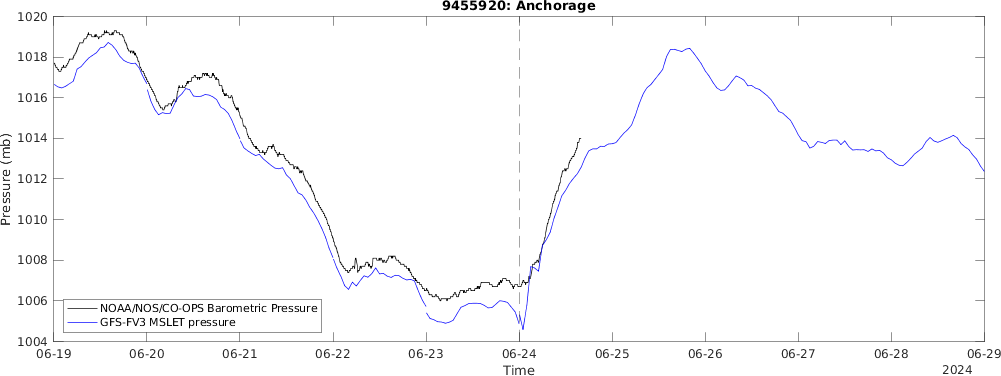 9455920: Anchorage
1020
1018
1016
1014
1012
1010
1008
1006
1004
Pressure (mb)
NOAA/NOS/CO-OPS Barometric Pressure
GFS-FV3 MSLET pressure
06-19 06-20 06-21 06-22 06-23 06-24 06-25 06-26 06-27 06-28 06-29
Time
2024